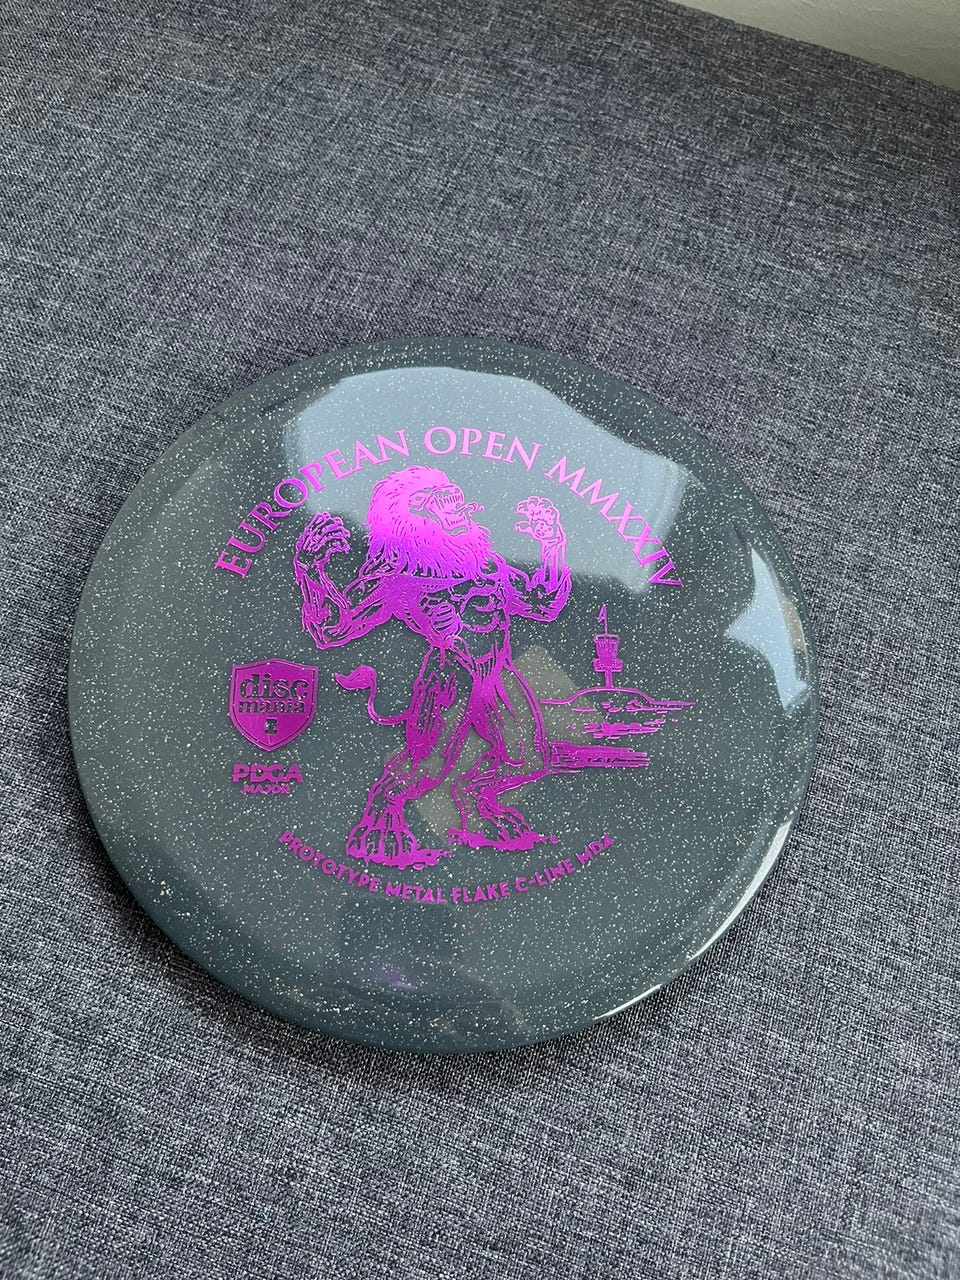 EUROPEAN OPEN MMXXIV
disc
mania
PDGA
MAJOR
PROTOTYPE METAL FLAKE C-LINE MD4